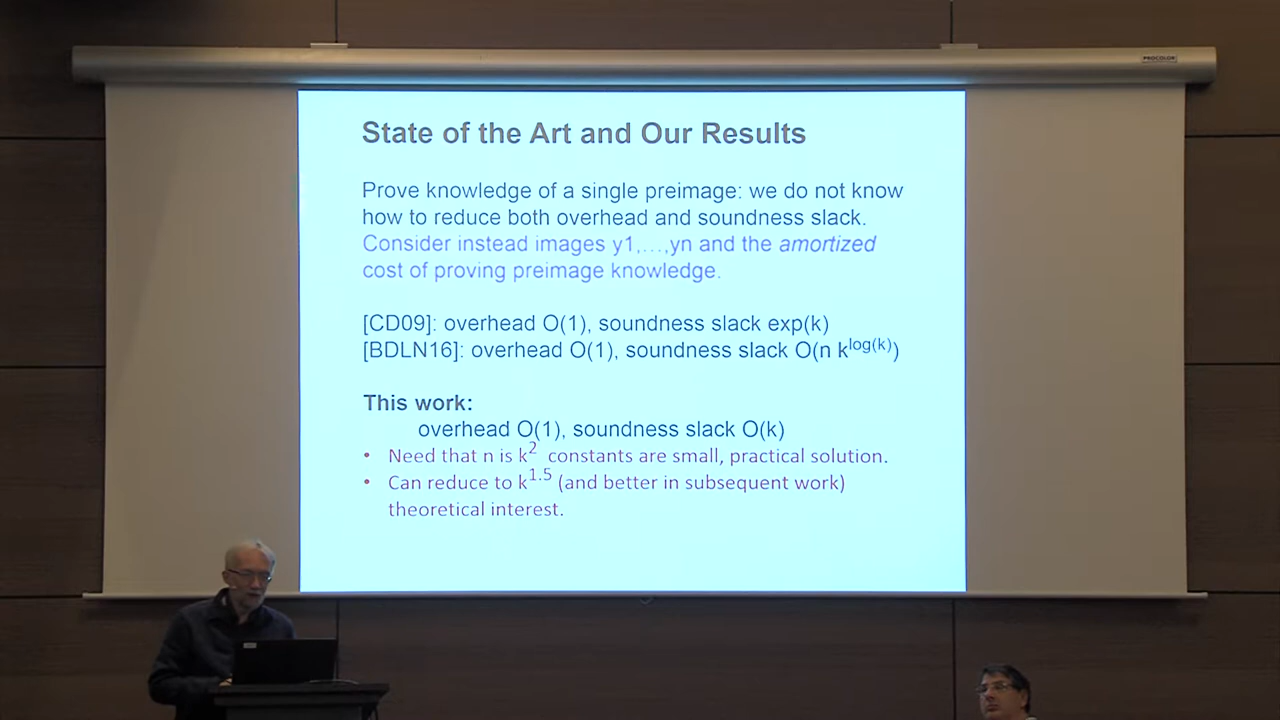 PROCOLOR
State of the Art and Our Results
Prove knowledge of a single preimage: we do not know
how to reduce both overhead and soundness slack.
Consider instead images y1,…,yn and the amortized
cost of proving preimage knowledge.
[CD09]: overhead O(1), soundness slack exp(k)
[BDLN16]: overhead O(1), soundness slack O(n k^log(k))
This work:
overhead O(1), soundness slack O(k)
• Need that n is k² constants are small, practical solution.
• Can reduce to k^1.5 (and better in subsequent work)
theoretical interest.